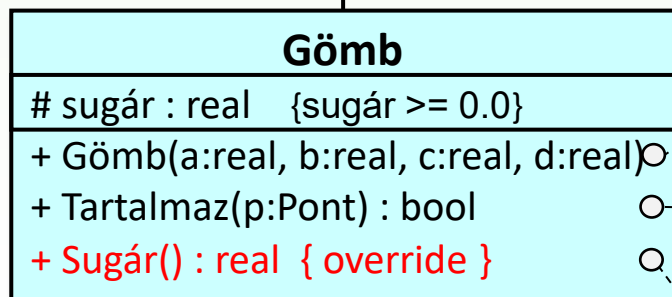 Gömb
# sugár : real {sugár >= 0.0}
+ Gömb(a:real, b:real, c:real, d:real)
+ Tartalmaz(p:Pont) : bool
+ Sugár() : real { override }